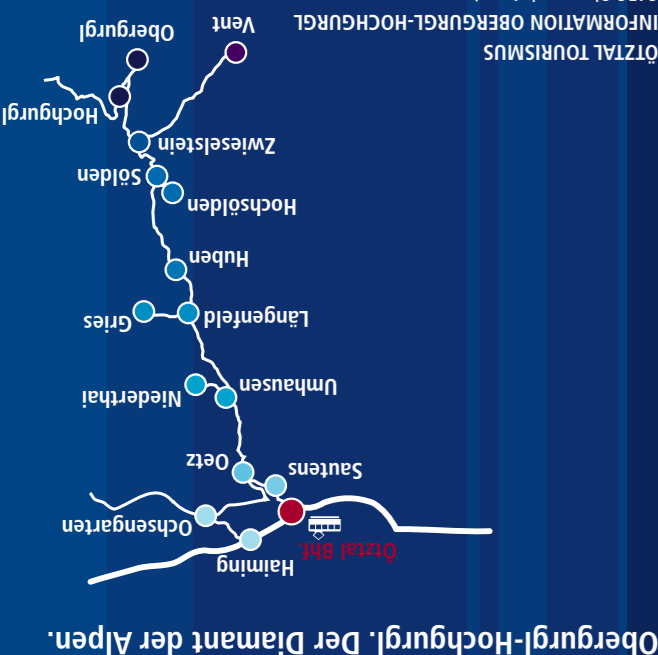 Obergurgl-Hochgurgl. Der Diamant der Alpen.
Haiming
Ötztal Bhf.
Ochsengarten
Sautens
Oetz
Umhausen
Niederthai
Längenfeld
Gries
Huben
Hochsölden
Sölden
Zwieselstein
Hochgurgl
Vent
Obergurgl
ÖTZTAL TOURISMUS
INFORMATION OBERGURGL-HOCHGURGL